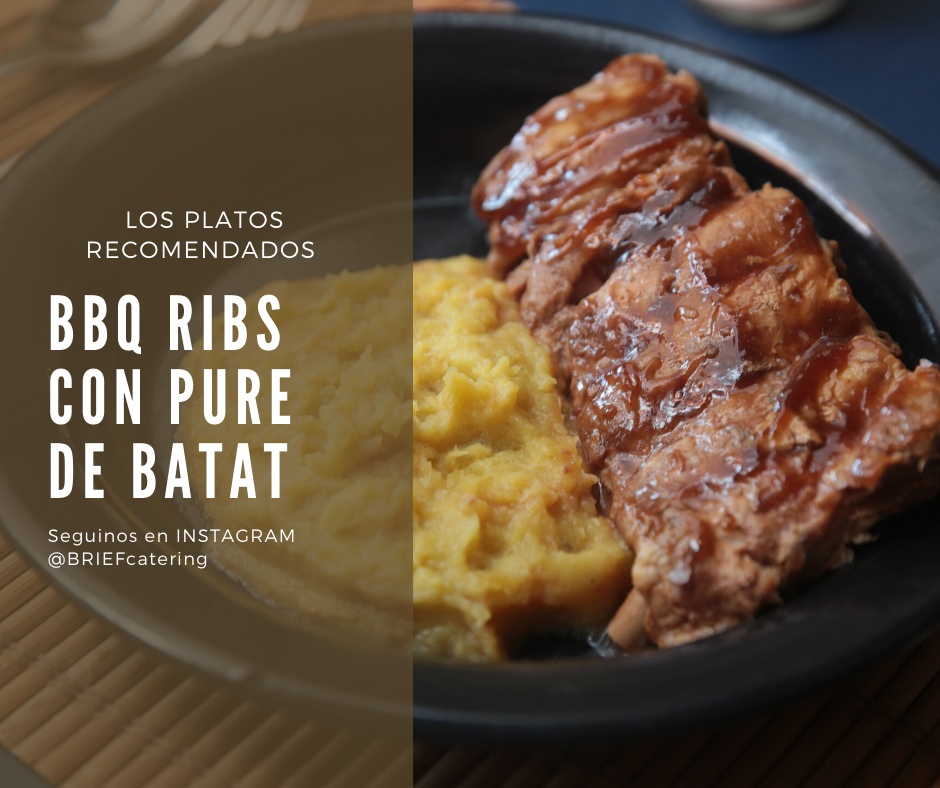 LOS PLATOS
RECOMENDADOS
BBQ RIBS
CON PURE
DE BATAT
Seguinos en INSTAGRAM
@BRIEFcatering